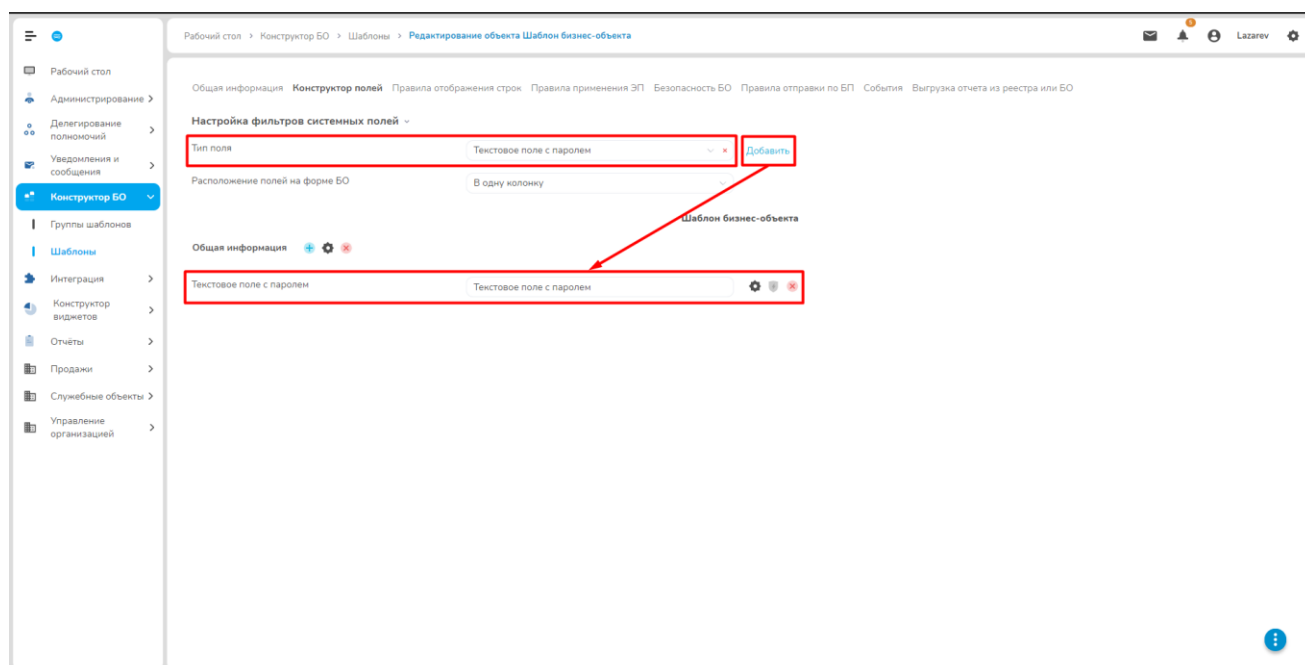 Рабочий стол > Конструктор БО > Шаблоны > Редактирование объекта Шаблон бизнес-объекта
Lazarev
Рабочий стол
Администрирование
Делегирование
полномочий
Уведомления и
сообщения
Конструктор БО
Группы шаблонов
Шаблоны
Интеграция
Конструктор
виджетов
Отчёты
Продажи
Служебные объекты
Управление
организацией
Общая информация Конструктор полей Правила отображения строк Правила применения ЭП Безопасность БО Правила отправки по БП События Выгрузка отчета из реестра или БО
Настройка фильтров системных полей
Тип поля Текстовое поле с паролем Добавить
Расположение полей на форме БО В одну колонку
Шаблон бизнес-объекта
Общая информация
Текстовое поле с паролем Текстовое поле с паролем